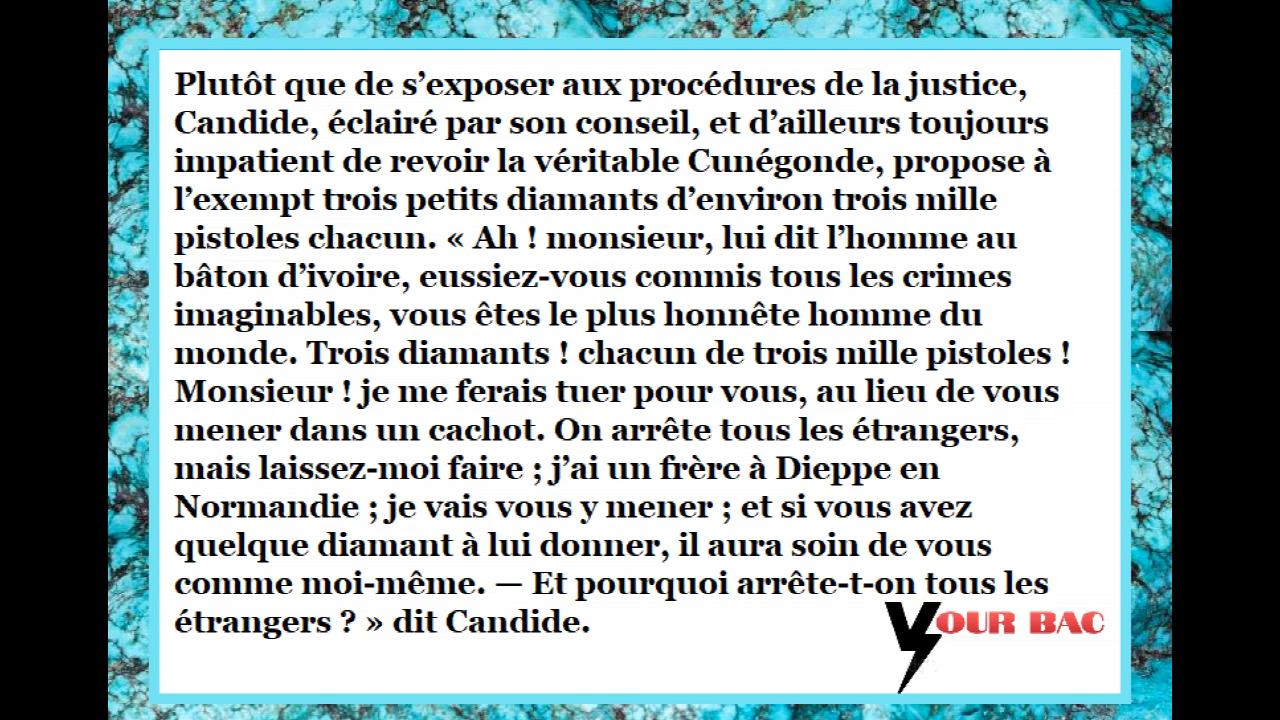 Plutôt que de s’exposer aux procédures de la justice,
Candide, éclairé par son conseil, et d’ailleurs toujours
impatient de revoir la véritable Cunégonde, propose à
l’exempt trois petits diamants d’environ trois mille
pistoles chacun. « Ah ! monsieur, lui dit l’homme au
bâton d’ivoire, eussiez-vous commis tous les crimes
imaginables, vous êtes le plus honnête homme du
monde. Trois diamants ! chacun de trois mille pistoles !
Monsieur ! je me ferais tuer pour vous, au lieu de vous
mener dans un cachot. On arrête tous les étrangers,
mais laissez-moi faire ; j’ai un frère à Dieppe en
Normandie ; je vais vous y mener ; et si vous avez
quelque diamant à lui donner, il aura soin de vous
comme moi-même. — Et pourquoi arrête-t-on tous les
étrangers ? » dit Candide.
YOUR BAC